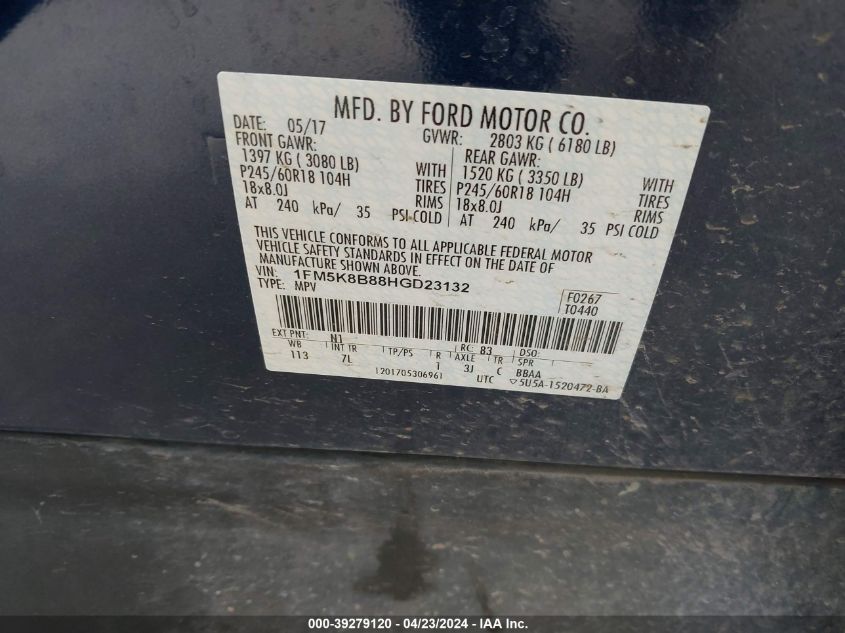 MFD. BY FORD MOTOR CO.
DATE: 05/17 GVWR: 2803 KG ( 6180 LB)
FRONT GAWR: REAR GAWR:
1397 KG ( 3080 LB) WITH 1520 KG ( 3350 LB) WITH
P245/60R18 104H TIRES P245/60R18 104H TIRES
18x8.0J RIMS 18x8.0J RIMS
AT 240 kPa/ 35 PSI COLD AT 240 kPa/ 35 PSI COLD
THIS VEHICLE CONFORMS TO ALL APPLICABLE FEDERAL MOTOR
VEHICLE SAFETY STANDARDS IN EFFECT ON THE DATE OF
MANUFACTURE SHOWN ABOVE.
VIN: 1FM5K8B88HGD23132
TYPE: MPV F0267
T0440
EXT PNT: N1 RC: 83 DSO:
WB INT TR TP/PS R AXLE TR SPR
113 7L 1 3J C BBAA
1201705306961 UTC ▽5U5A-1520472-BA
000-39279120 - 04/23/2024 - IAA Inc.